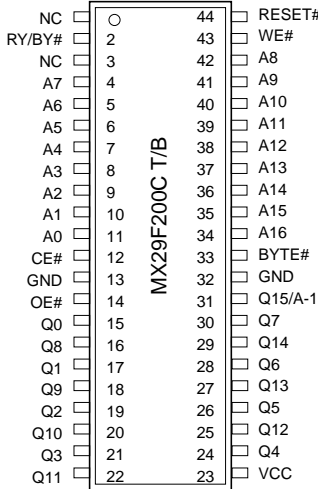 NC 44 RESET#
RY/BY# 2 43 WE#
NC 3 42 A8
A7 4 41 A9
A6 5 40 A10
A5 6 39 A11
A4 7 38 A12
A3 8 37 A13
A2 9 36 A14
A1 10 35 A15
A0 11 34 A16
CE# 12 33 BYTE#
GND 13 32 GND
OE# 14 31 Q15/A-1
Q0 15 30 Q7
Q8 16 29 Q14
Q1 17 28 Q6
Q9 18 27 Q13
Q2 19 26 Q5
Q10 20 25 Q12
Q3 21 24 Q4
Q11 22 23 VCC
MX29F200C T/B